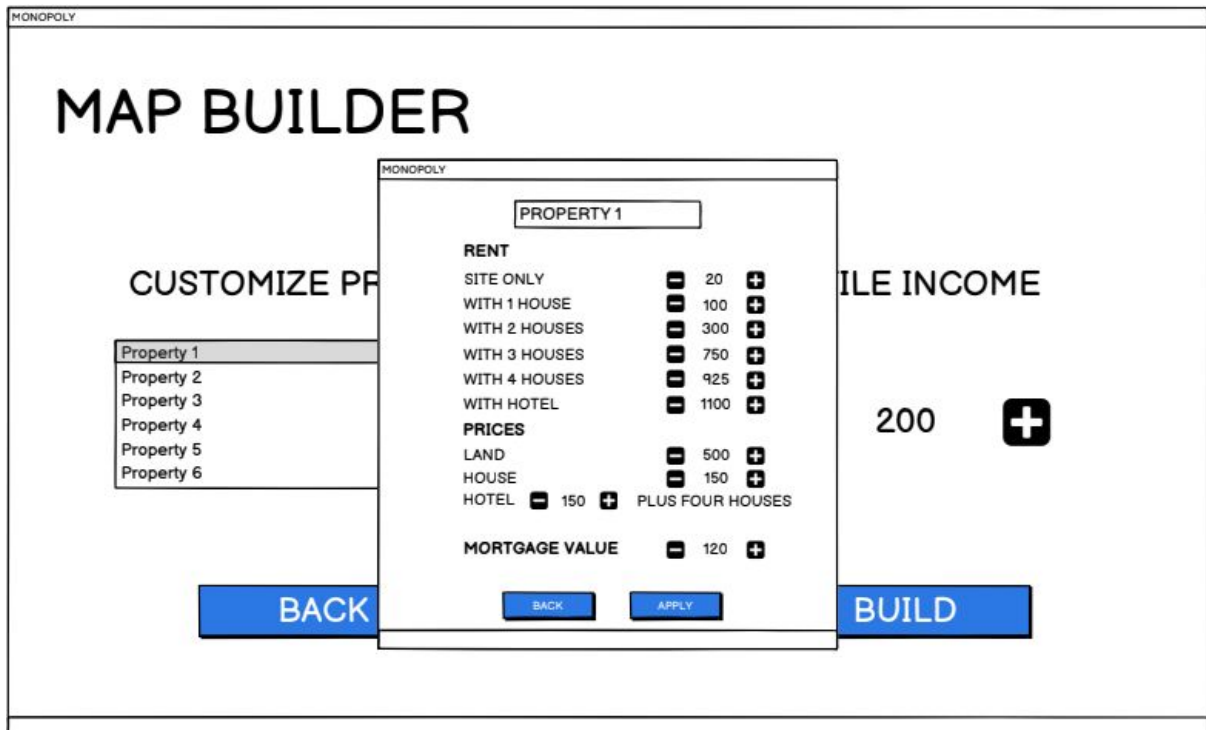 MONOPOLY
MAP BUILDER
CUSTOMIZE PR
ILE INCOME
Property 1
Property 2
Property 3
Property 4
Property 5
Property 6
200
BACK
BUILD
MONOPOLY
PROPERTY 1
RENT
SITE ONLY 20
WITH 1 HOUSE 100
WITH 2 HOUSES 300
WITH 3 HOUSES 750
WITH 4 HOUSES 925
WITH HOTEL 1100
PRICES
LAND 500
HOUSE 150
HOTEL 150 PLUS FOUR HOUSES
MORTGAGE VALUE 120
BACK APPLY